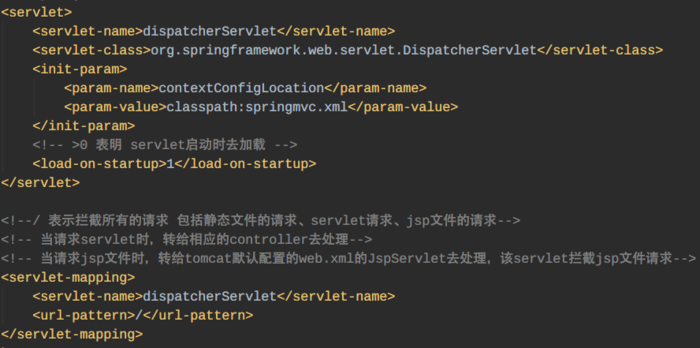 <servlet>
<servlet-name>dispatcherServlet</servlet-name>
<servlet-class>org.springframework.web.servlet.DispatcherServlet</servlet-class>
<init-param>
<param-name>contextConfigLocation</param-name>
<param-value>classpath:springmvc.xml</param-value>
</init-param>
<!-- >0 表明 servlet启动时去加载 -->
<load-on-startup>1</load-on-startup>
</servlet>
<!--/ 表示拦截所有的请求 包括静态文件的请求、servlet请求、jsp文件的请求-->
<!-- 当请求servlet时，转给相应的controller去处理-->
<!-- 当请求jsp文件时，转给tomcat默认配置的web.xml的JspServlet去处理，该servlet拦截jsp文件请求-->
<servlet-mapping>
<servlet-name>dispatcherServlet</servlet-name>
<url-pattern>/</url-pattern>
</servlet-mapping>